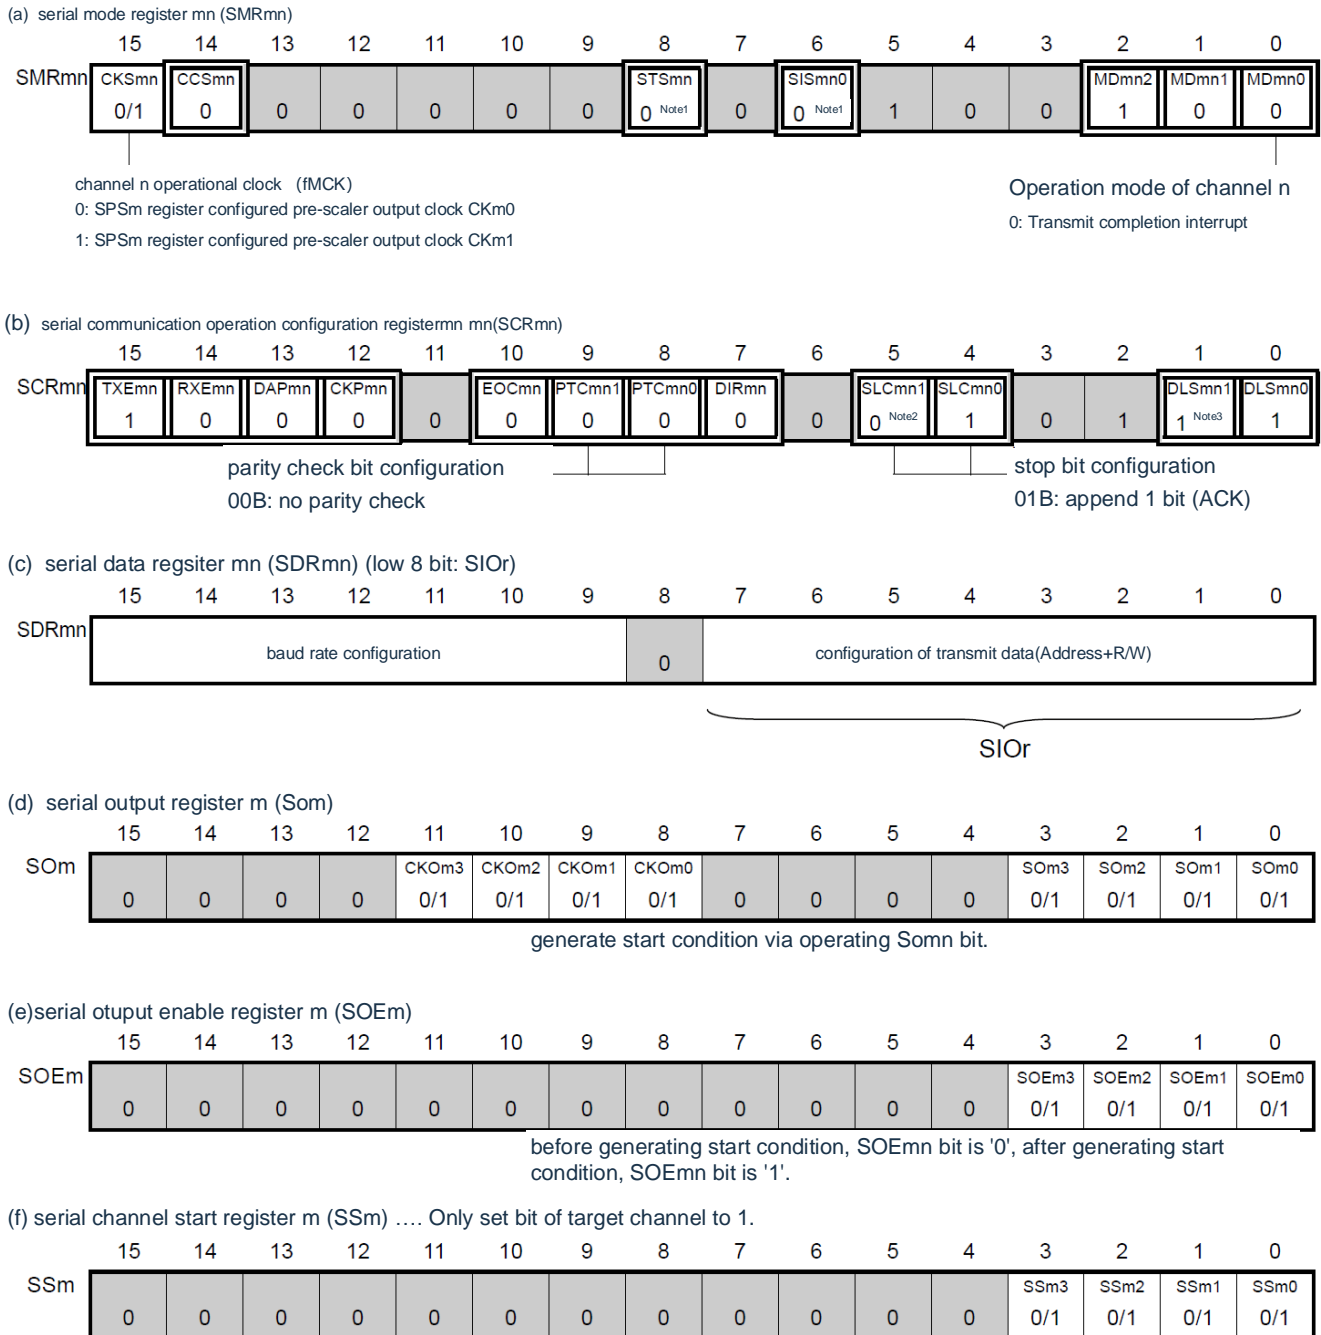 (a) serial mode register mn (SMRmn)
15 14 13 12 11 10 9 8 7 6 5 4 3 2 1 0
SMRmn CKSmn CCSmn STSmn SISmn0 MDmn2 MDmn1 MDmn0
0/1 0 0 0 0 0 0 0 Note1 0 0 Note1 1 0 0 1 0 0
channel n operational clock (fMCK)
0: SPSm register configured pre-scaler output clock CKm0
1: SPSm register configured pre-scaler output clock CKm1
Operation mode of channel n
0: Transmit completion interrupt
(b) serial communication operation configuration registermn mn(SCRmn)
15 14 13 12 11 10 9 8 7 6 5 4 3 2 1 0
SCRmn TXEmn RXEmn DAPmn CKPmn EOCmn PTCmn1 PTCmn0 DIRmn SLCmn1 SLCmn0 DLSmn1 DLSmn0
1 0 0 0 0 0 0 0 0 0 0 Note2 1 0 1 1 Note3 1
parity check bit configuration
00B: no parity check
stop bit configuration
01B: append 1 bit (ACK)
(c) serial data regsiter mn (SDRmn) (low 8 bit: SIOr)
15 14 13 12 11 10 9 8 7 6 5 4 3 2 1 0
SDRmn baud rate configuration 0 configuration of transmit data(Address+R/W)
SIOr
(d) serial output register m (Som)
15 14 13 12 11 10 9 8 7 6 5 4 3 2 1 0
SOm CKOm3 CKOm2 CKOm1 CKOm0 SOm3 SOm2 SOm1 SOm0
0 0 0 0 0/1 0/1 0/1 0/1 0 0 0 0 0/1 0/1 0/1 0/1
generate start condition via operating Somn bit.
(e)serial otuput enable register m (SOEm)
15 14 13 12 11 10 9 8 7 6 5 4 3 2 1 0
SOEm SOEm3 SOEm2 SOEm1 SOEm0
0 0 0 0 0 0 0 0 0 0 0 0 0/1 0/1 0/1 0/1
before generating start condition, SOEmn bit is '0', after generating start
condition, SOEmn bit is '1'.
(f) serial channel start register m (SSm) …. Only set bit of target channel to 1.
15 14 13 12 11 10 9 8 7 6 5 4 3 2 1 0
SSm SSm3 SSm2 SSm1 SSm0
0 0 0 0 0 0 0 0 0 0 0 0 0/1 0/1 0/1 0/1